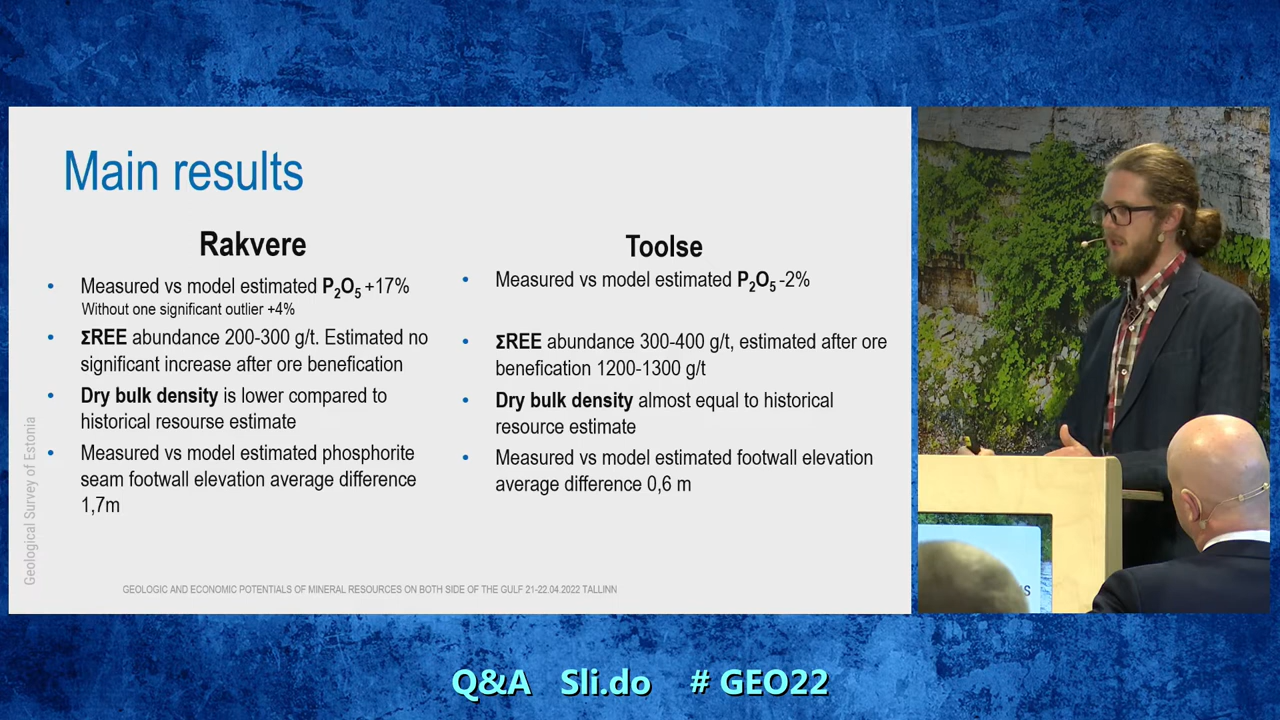 Main results
Rakvere
• Measured vs model estimated P₂O₅ +17%
Without one significant outlier +4%
• ΣREE abundance 200-300 g/t. Estimated no
significant increase after ore benefication
• Dry bulk density is lower compared to
historical resourse estimate
• Measured vs model estimated phosphorite
seam footwall elevation average difference
1,7m
Toolse
• Measured vs model estimated P₂O₅ -2%
• ΣREE abundance 300-400 g/t, estimated after ore
benefication 1200-1300 g/t
• Dry bulk density almost equal to historical
resource estimate
• Measured vs model estimated footwall elevation
average difference 0,6 m
Geological Survey of Estonia
GEOLOGIC AND ECONOMIC POTENTIALS OF MINERAL RESOURCES ON BOTH SIDE OF THE GULF 21-22.04.2022 TALLINN
Q&A Sli.do # GEO22